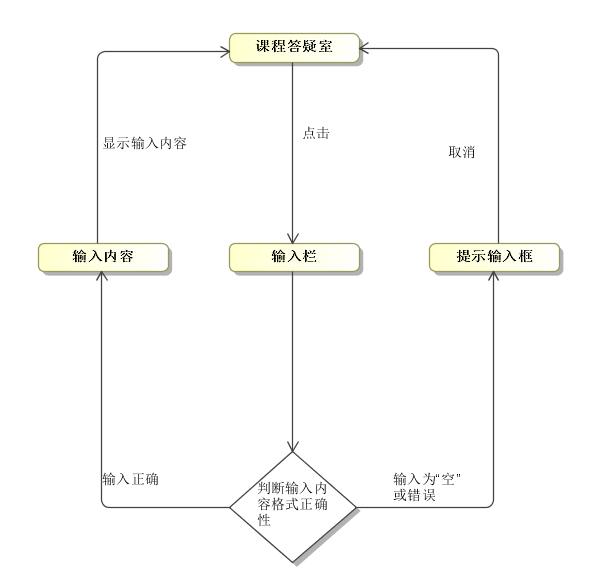 课程答疑室
点击
显示输入内容
取消
输入内容
输入栏
提示输入框
输入正确
判断输入内
容格式正确
性
输入为“空”
或错误